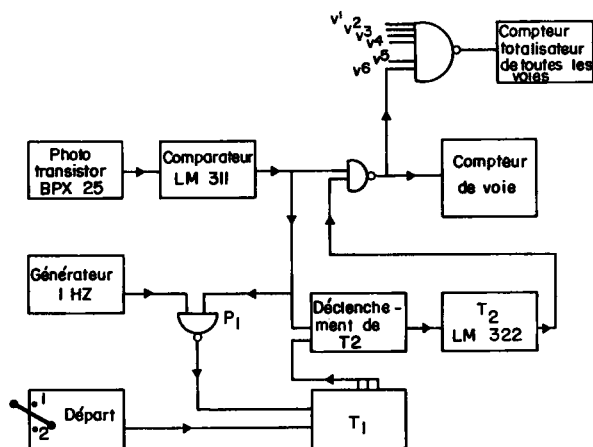 v1
v2
v3
v4
v5
v6
Compteur
totalisateur
de toutes les
voies
Photo
transistor
BPX 25
Comparateur
LM 311
Compteur
de voie
Générateur
1 HZ
P1
Déclenche-
ment de
T2
T2
LM 322
1
2
Départ
T1